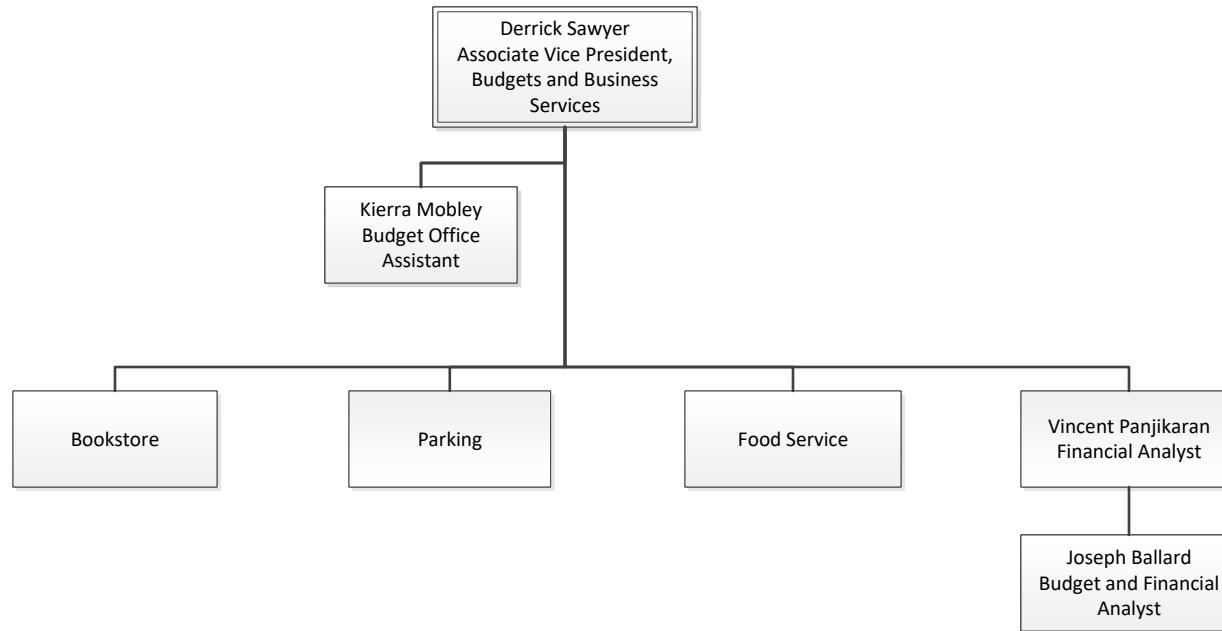 Derrick Sawyer
Associate Vice President,
Budgets and Business
Services
Kierra Mobley
Budget Office
Assistant
Bookstore
Parking
Food Service
Vincent Panjikaran
Financial Analyst
Joseph Ballard
Budget and Financial
Analyst